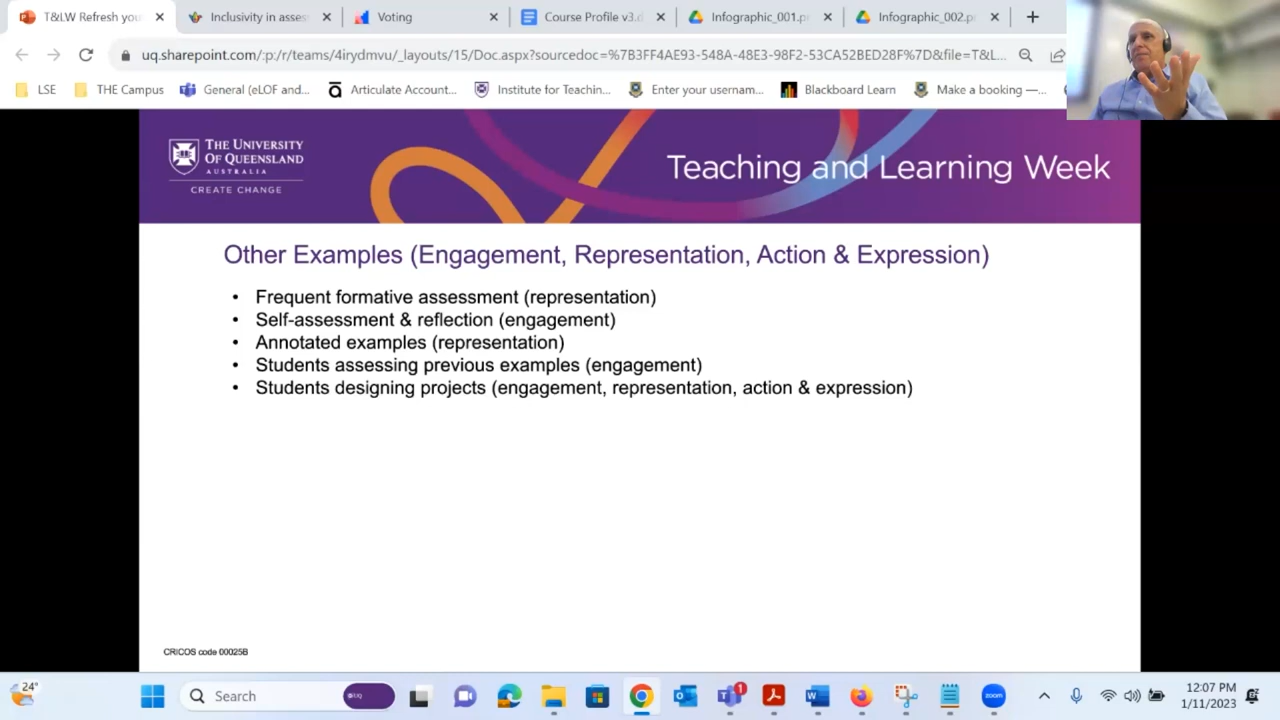 T&LW Refresh you
Inclusivity in asses
Voting
Course Profile v3.d
Infographic_001.p
Infographic_002.p
uq.sharepoint.com/:p:/r/teams/4irydmvu/_layouts/15/Doc.aspx?sourcedoc=%7B3FF4AE93-548A-48E3-98F2-53CA52BED28F%7D&file=T&L...
LSE
THE Campus
General (eLOF and...
Articulate Account...
Institute for Teachin...
Enter your usernam...
Blackboard Learn
Make a booking —...
THE UNIVERSITY
OF QUEENSLAND
AUSTRALIA
CREATE CHANGE
Teaching and Learning Week
Other Examples (Engagement, Representation, Action & Expression)
• Frequent formative assessment (representation)
• Self-assessment & reflection (engagement)
• Annotated examples (representation)
• Students assessing previous examples (engagement)
• Students designing projects (engagement, representation, action & expression)
CRICOS code 00025B
24°
Search
1
zoom
12:07 PM
1/11/2023